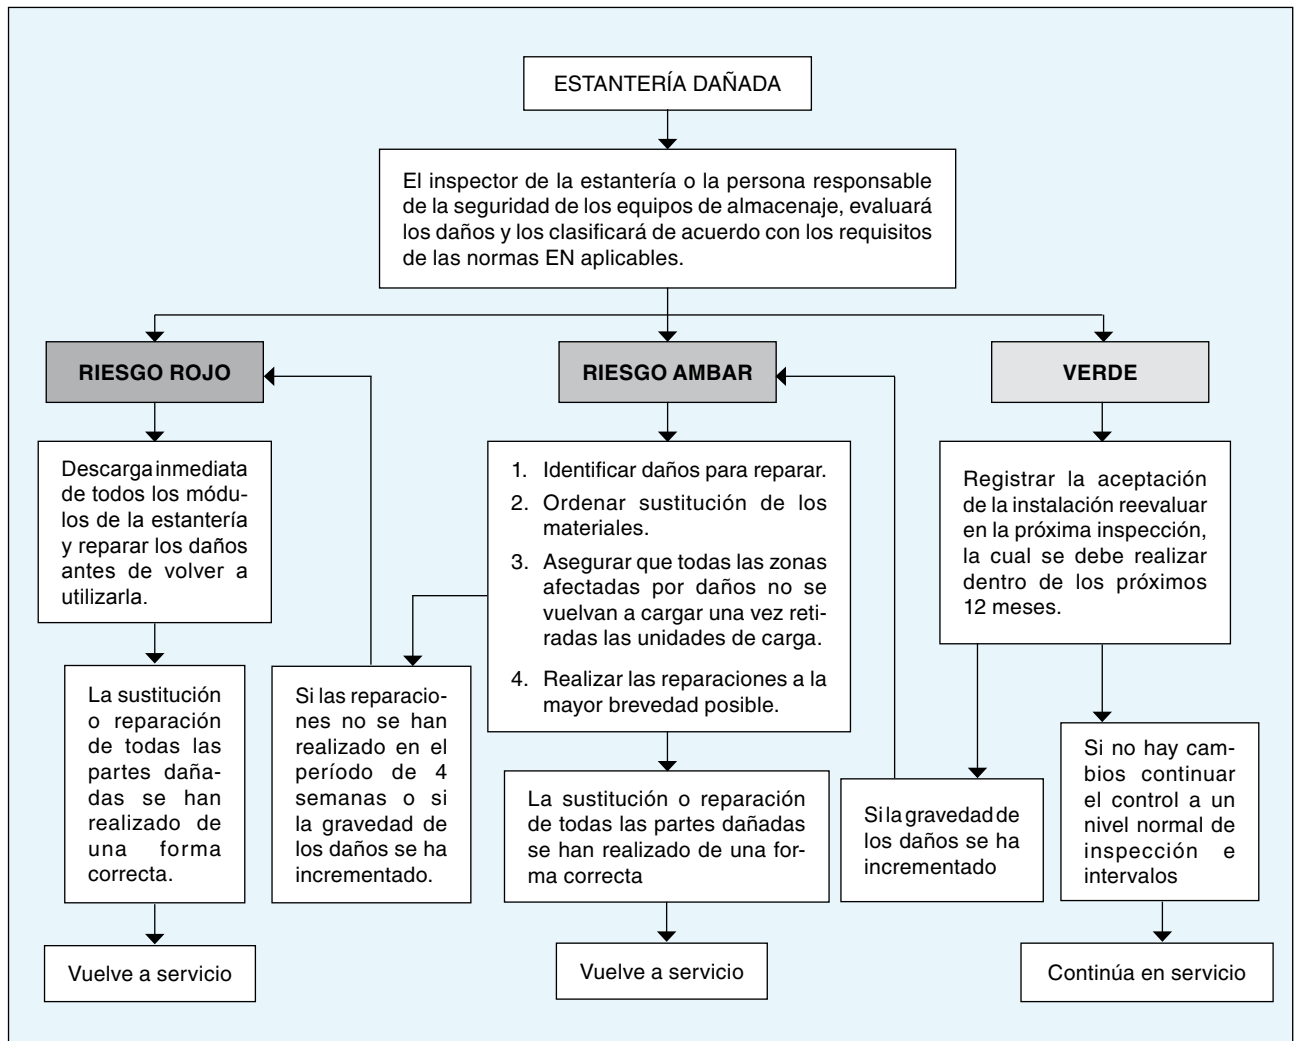 ESTANTERÍA DAÑADA
El inspector de la estantería o la persona responsable
de la seguridad de los equipos de almacenaje, evaluará
los daños y los clasificará de acuerdo con los requisitos
de las normas EN aplicables.
RIESGO ROJO
RIESGO AMBAR
VERDE
Descarga inmediata
de todos los módu-
los de la estantería
y reparar los daños
antes de volver a
utilizarla.
1. Identificar daños para reparar.
2. Ordenar sustitución de los
materiales.
3. Asegurar que todas las zonas
afectadas por daños no se
vuelvan a cargar una vez reti-
radas las unidades de carga.
4. Realizar las reparaciones a la
mayor brevedad posible.
Registrar la aceptación
de la instalación reevaluar
en la próxima inspección,
la cual se debe realizar
dentro de los próximos
12 meses.
La sustitución
o reparación
de todas las
partes daña-
das se han
realizado de
una forma
correcta.
Si las reparacio-
nes no se han
realizado en el
período de 4
semanas o si
la gravedad de
los daños se ha
incrementado.
La sustitución o reparación
de todas las partes dañadas
se han realizado de una for-
ma correcta
Si la gravedad de
los daños se ha
incrementado
Si no hay cam-
bios continuar
el control a un
nivel normal de
inspección e
intervalos
Vuelve a servicio
Vuelve a servicio
Continúa en servicio